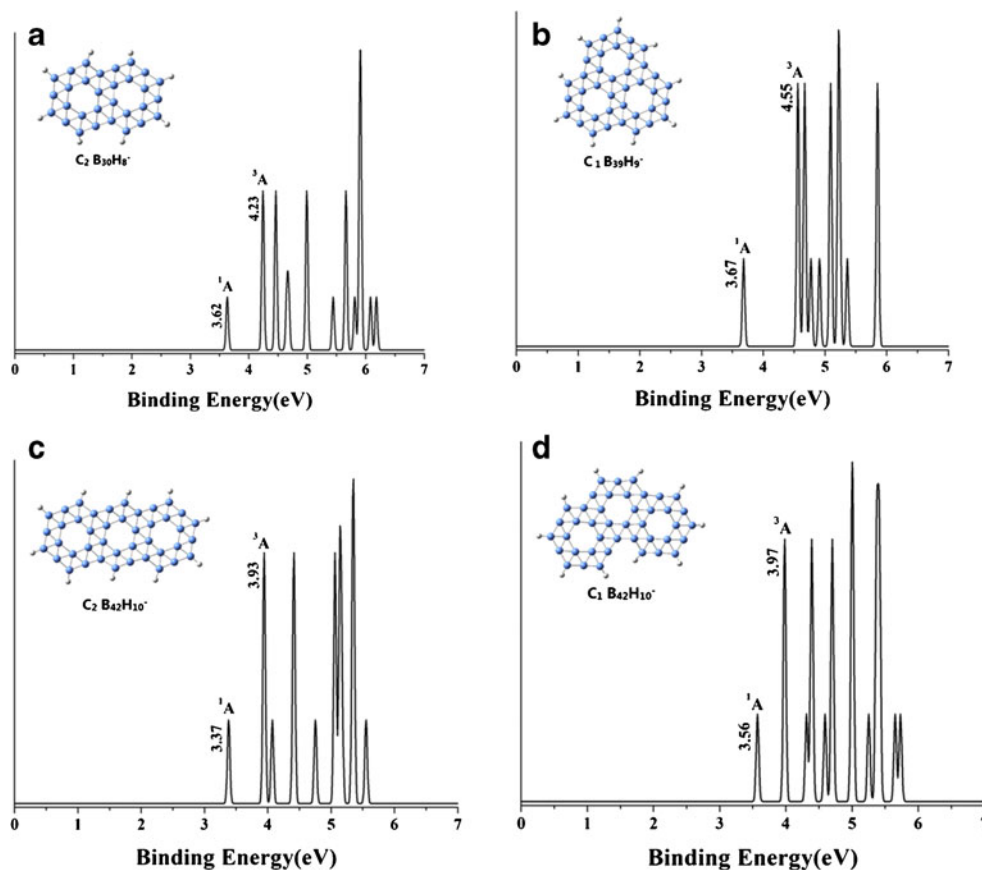 a
C₂ B₃₀H₈⁻
3.62
¹A
4.23
³A
0 1 2 3 4 5 6 7
Binding Energy(eV)
b
C₁ B₃₉H₉⁻
3.67
¹A
4.55
³A
0 1 2 3 4 5 6 7
Binding Energy(eV)
c
C₂ B₄₂H₁₀⁻
3.37
¹A
3.93
³A
0 1 2 3 4 5 6 7
Binding Energy(eV)
d
C₁ B₄₂H₁₀⁻
3.56
¹A
3.97
³A
0 1 2 3 4 5 6 7
Binding Energy(eV)